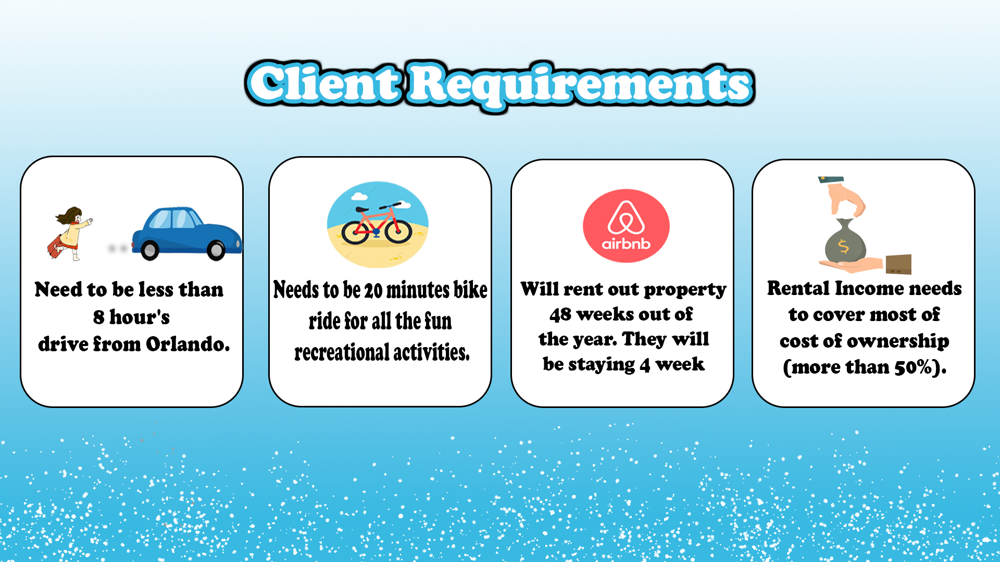 Client Requirements
Need to be less than
8 hour's
drive from Orlando.
Needs to be 20 minutes bike
ride for all the fun
recreational activities.
airbnb
Will rent out property
48 weeks out of
the year. They will
be staying 4 week
$
Rental Income needs
to cover most of
cost of ownership
(more than 50%).